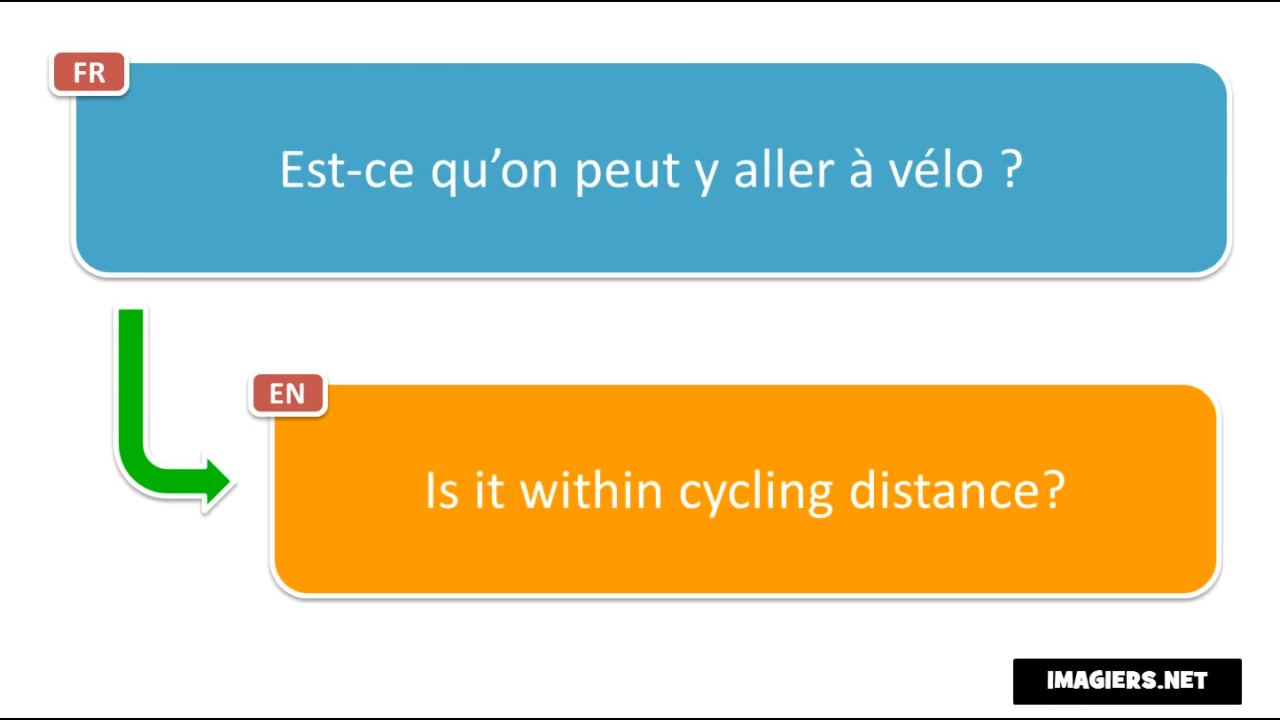 FR
Est-ce qu’on peut y aller à vélo ?
EN
Is it within cycling distance?
IMAGIERS.NET